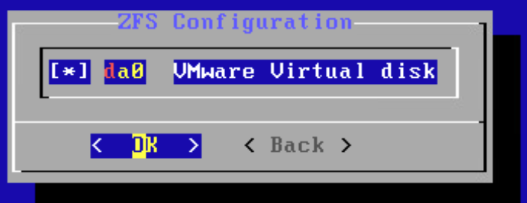 ZFS Configuration
[*] da0 VMware Virtual disk
< OK > < Back >